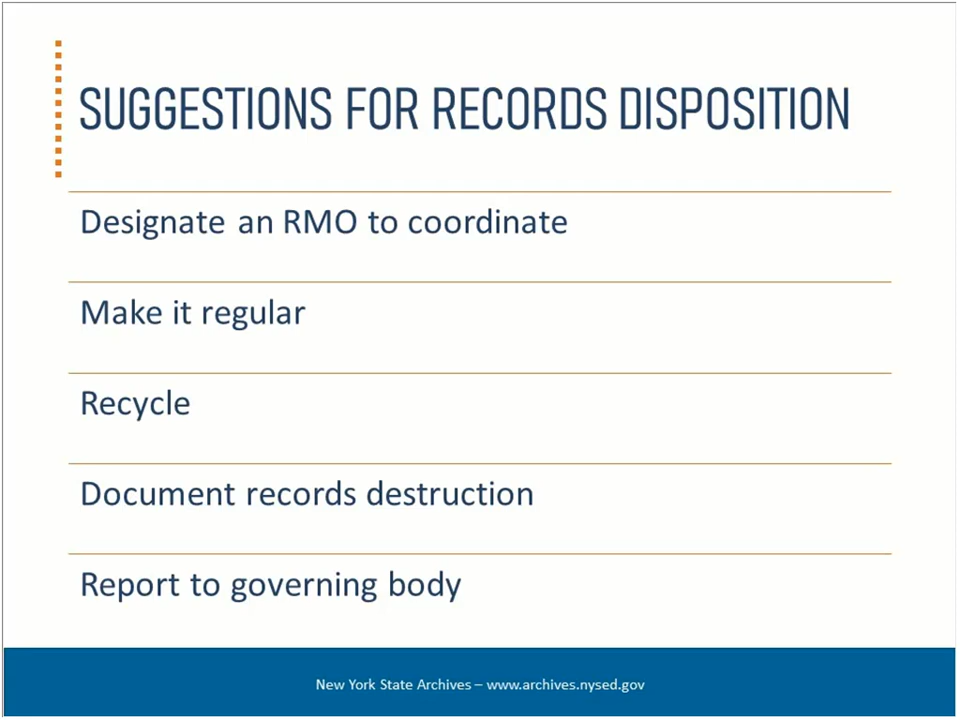 SUGGESTIONS FOR RECORDS DISPOSITION
Designate an RMO to coordinate
Make it regular
Recycle
Document records destruction
Report to governing body
New York State Archives – www.archives.nysed.gov